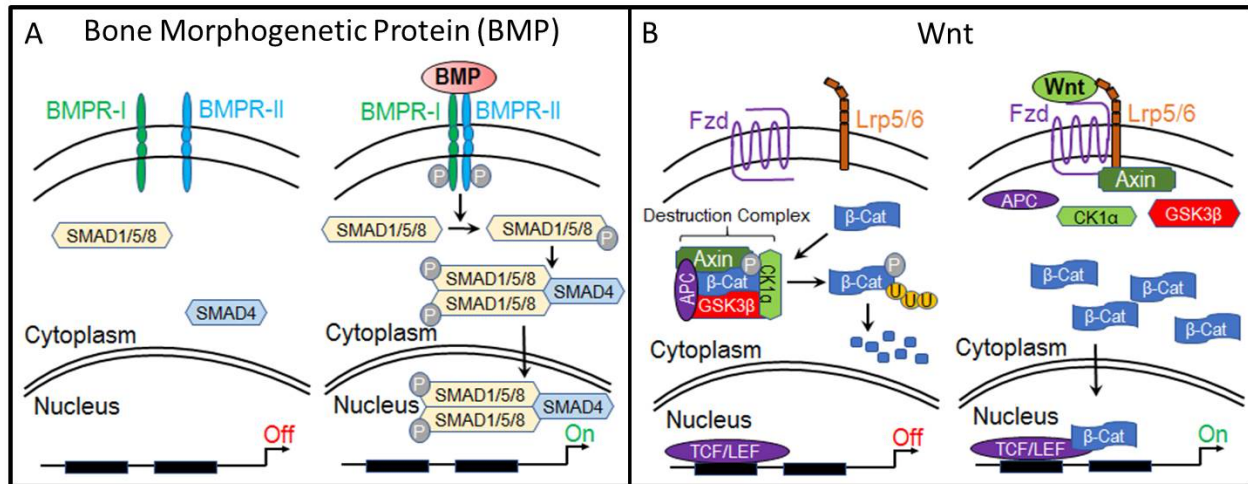 A Bone Morphogenetic Protein (BMP)
BMPR-I
BMPR-II
SMAD1/5/8
SMAD4
Cytoplasm
Nucleus
Off
BMP
BMPR-I
BMPR-II
P
P
SMAD1/5/8
SMAD1/5/8
P
P
SMAD1/5/8
SMAD1/5/8
P
SMAD4
Cytoplasm
Nucleus
P
SMAD1/5/8
SMAD1/5/8
P
SMAD4
On
B Wnt
Fzd
Lrp5/6
Destruction Complex
β-Cat
Axin
P
APC
β-Cat
CK1α
GSK3β
P
β-Cat
U
U
U
Cytoplasm
Nucleus
TCF/LEF
Off
Wnt
Fzd
Lrp5/6
Axin
APC
CK1α
GSK3β
β-Cat
β-Cat
β-Cat
β-Cat
Cytoplasm
Nucleus
β-Cat
TCF/LEF
On